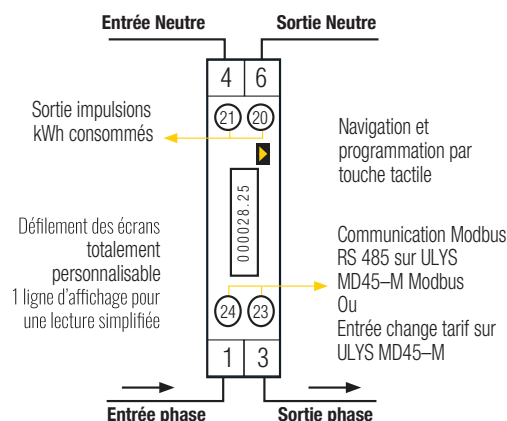 Entrée Neutre
Sortie Neutre
4 6
Sortie impulsions
kWh consommés
21 20
Navigation et
programmation par
touche tactile
000028.25
Défilement des écrans
totalement
personnalisable
1 ligne d'affichage pour
une lecture simplifiée
Communication Modbus
RS 485 sur ULYS
MD45–M Modbus
Ou
Entrée change tarif sur
ULYS MD45–M
24 23
1 3
Entrée phase
Sortie phase